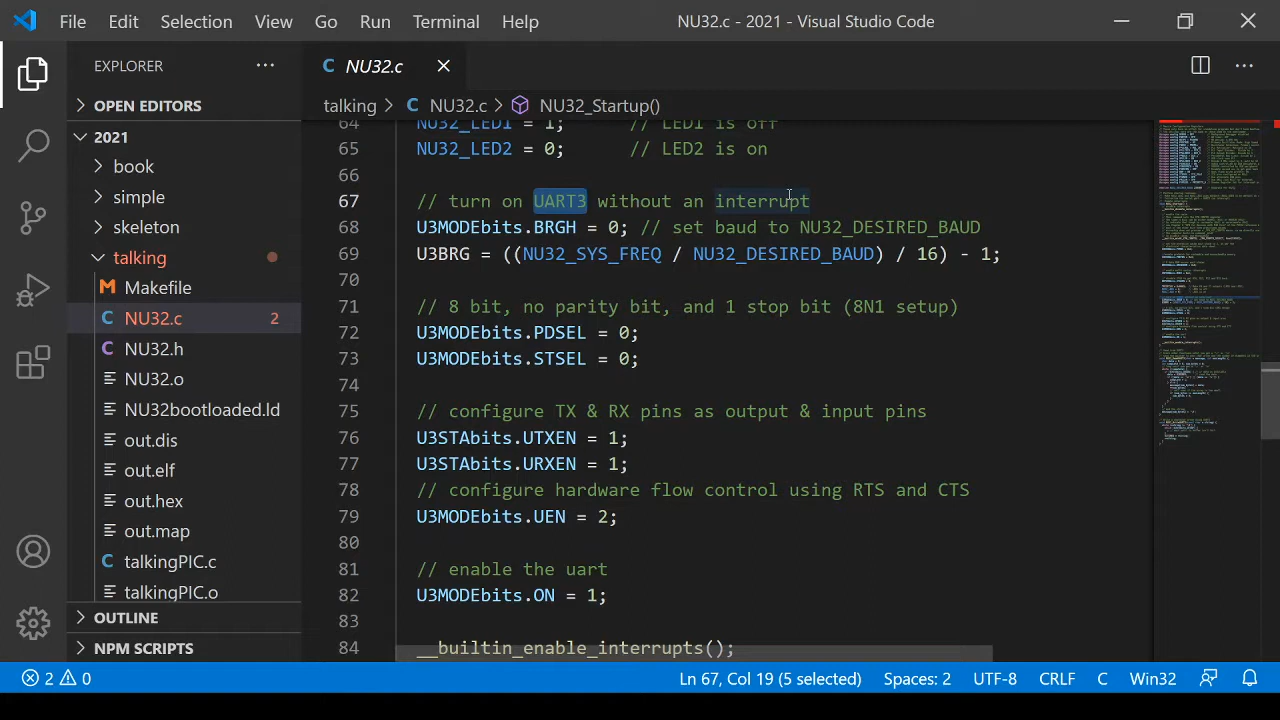 File Edit Selection View Go Run Terminal Help NU32.c - 2021 - Visual Studio Code
EXPLORER
OPEN EDITORS
2021
book
simple
skeleton
talking
Makefile
NU32.c 2
NU32.h
NU32.o
NU32bootloaded.ld
out.dis
out.elf
out.hex
out.map
talkingPIC.c
talkingPIC.o
OUTLINE
NPM SCRIPTS
C NU32.c
talking > C NU32.c > NU32_Startup()
64 NU32_LED1 = 1; // LED1 is off
65 NU32_LED2 = 0; // LED2 is on
66
67 // turn on UART3 without an interrupt
68 U3MODEbits.BRGH = 0; // set baud to NU32_DESIRED_BAUD
69 U3BRG = ((NU32_SYS_FREQ / NU32_DESIRED_BAUD) / 16) - 1;
70
71 // 8 bit, no parity bit, and 1 stop bit (8N1 setup)
72 U3MODEbits.PDSEL = 0;
73 U3MODEbits.STSEL = 0;
74
75 // configure TX & RX pins as output & input pins
76 U3STAbits.UTXEN = 1;
77 U3STAbits.URXEN = 1;
78 // configure hardware flow control using RTS and CTS
79 U3MODEbits.UEN = 2;
80
81 // enable the uart
82 U3MODEbits.ON = 1;
83
84 __builtin_enable_interrupts();
2 0 Ln 67, Col 19 (5 selected) Spaces: 2 UTF-8 CRLF C Win32